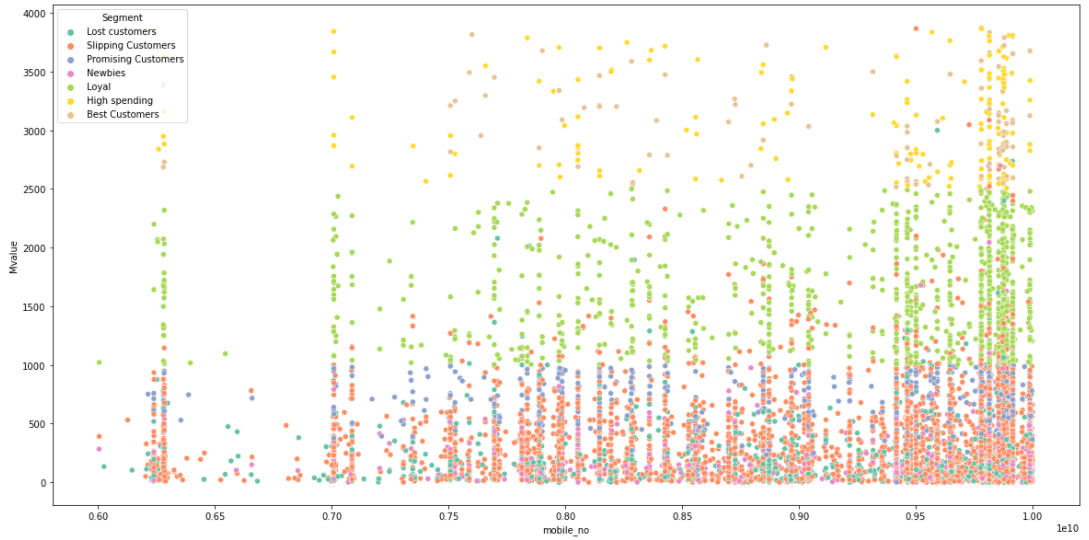 Segment
Lost customers
Slipping Customers
Promising Customers
Newbies
Loyal
High spending
Best Customers
4000
3500
3000
2500
2000
1500
1000
500
0
Mvalue
0.60 0.65 0.70 0.75 0.80 0.85 0.90 0.95 1.00
1e10
mobile_no